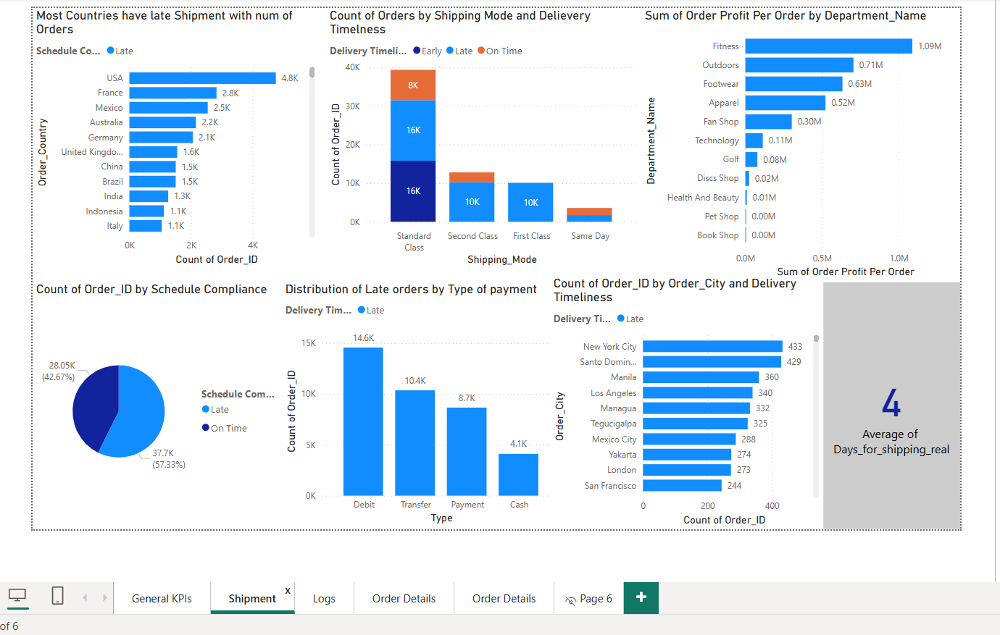 Most Countries have late Shipment with num of
Orders
Schedule Co... Late
Order_Country
USA 4.8K
France 2.8K
Mexico 2.5K
Australia 2.2K
Germany 2.1K
United Kingdo... 1.6K
China 1.5K
Brazil 1.5K
India 1.3K
Indonesia 1.1K
Italy 1.1K
0K 2K 4K
Count of Order_ID
Count of Orders by Shipping Mode and Delievery
Timelness
Delivery Timeli... Early Late On Time
Count of Order_ID
40K
30K
20K
10K
0K
8K
16K
16K
10K
10K
Standard
Class
Second Class
First Class
Same Day
Shipping_Mode
Sum of Order Profit Per Order by Department_Name
Department_Name
Fitness 1.09M
Outdoors 0.71M
Footwear 0.63M
Apparel 0.52M
Fan Shop 0.30M
Technology 0.11M
Golf 0.08M
Discs Shop 0.02M
Health And Beauty 0.01M
Pet Shop 0.00M
Book Shop 0.00M
0.0M 0.5M 1.0M
Sum of Order Profit Per Order
Count of Order_ID by Schedule Compliance
28.05K
(42.67%)
37.7K
(57.33%)
Schedule Com...
Late
On Time
Distribution of Late orders by Type of payment
Delivery Tim... Late
Count of Order_ID
15K
10K
5K
0K
14.6K
10.4K
8.7K
4.1K
Debit Transfer Payment Cash
Type
Count of Order_ID by Order_City and Delivery
Timeliness
Delivery Ti... Late
Order_City
New York City 433
Santo Domin... 429
Manila 360
Los Angeles 340
Managua 332
Tegucigalpa 325
Mexico City 288
Yakarta 274
London 273
San Francisco 244
0 200 400
Count of Order_ID
4
Average of
Days_for_shipping_real
General KPIs
Shipment
x
Logs
Order Details
Order Details
Page 6
+
of 6